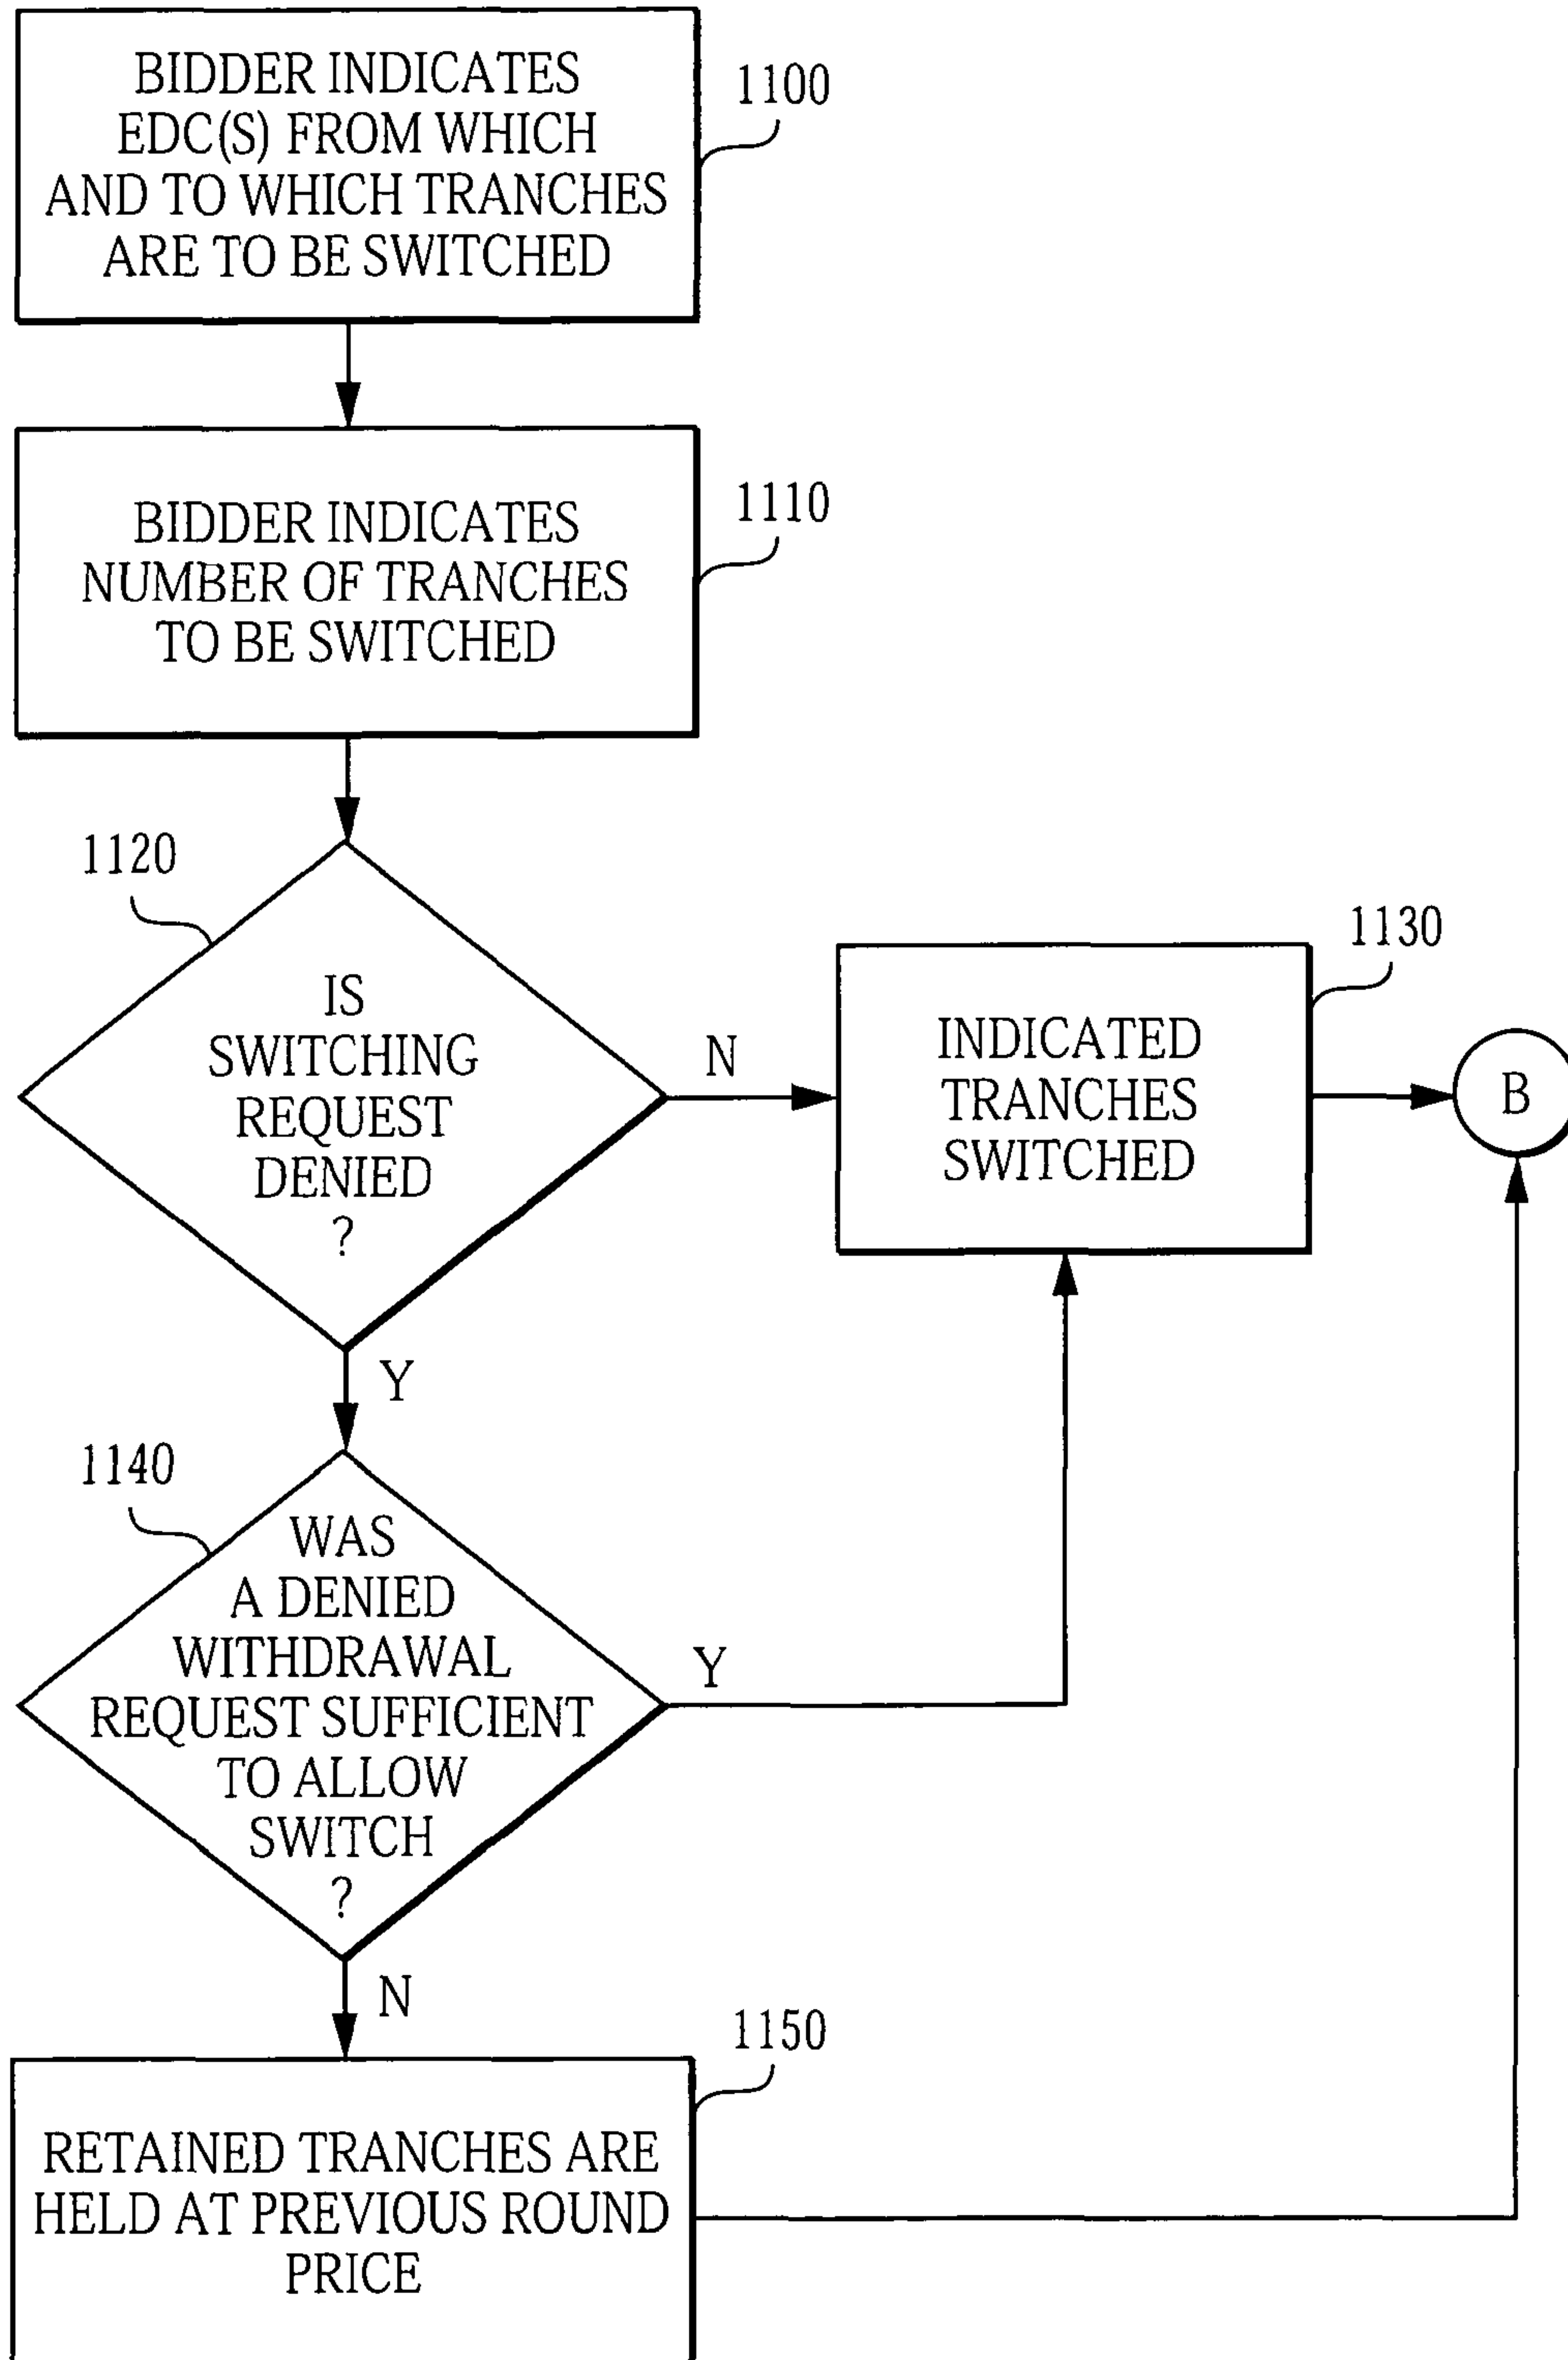 BIDDER INDICATES
EDC(S) FROM WHICH
AND TO WHICH TRANCHES
ARE TO BE SWITCHED
1100
BIDDER INDICATES
NUMBER OF TRANCHES
TO BE SWITCHED
1110
1120
IS
SWITCHING
REQUEST
DENIED
?
N
Y
INDICATED
TRANCHES
SWITCHED
1130
B
1140
WAS
A DENIED
WITHDRAWAL
REQUEST SUFFICIENT
TO ALLOW
SWITCH
?
Y
N
1150
RETAINED TRANCHES ARE
HELD AT PREVIOUS ROUND
PRICE